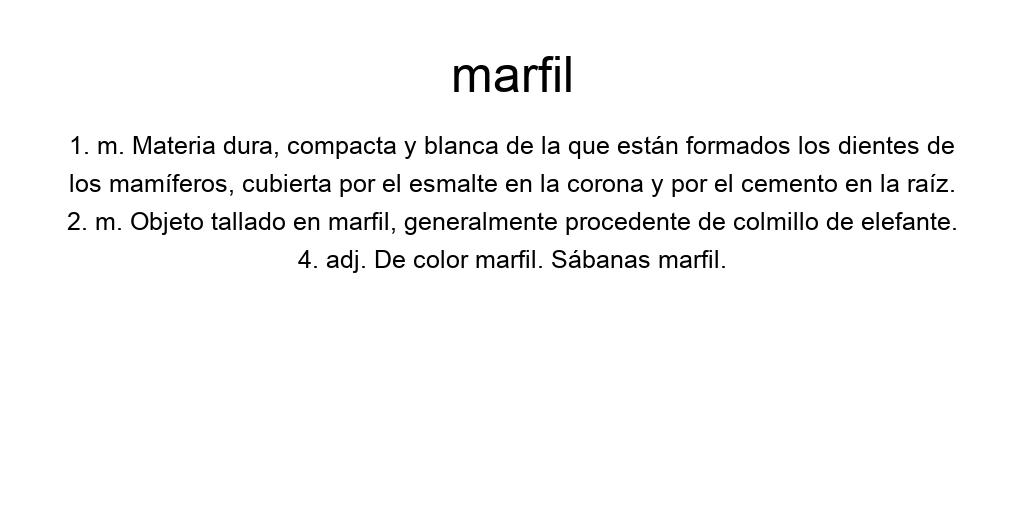 marfil
1. m. Materia dura, compacta y blanca de la que están formados los dientes de
los mamíferos, cubierta por el esmalte en la corona y por el cemento en la raíz.
2. m. Objeto tallado en marfil, generalmente procedente de colmillo de elefante.
4. adj. De color marfil. Sábanas marfil.